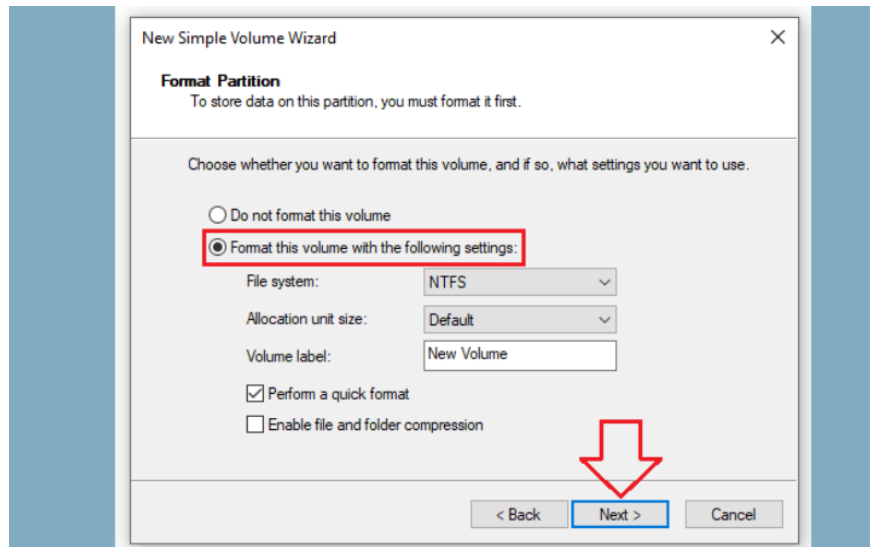 New Simple Volume Wizard
Format Partition
To store data on this partition, you must format it first.
Choose whether you want to format this volume, and if so, what settings you want to use.
Do not format this volume
Format this volume with the following settings:
File system: NTFS
Allocation unit size: Default
Volume label: New Volume
Perform a quick format
Enable file and folder compression
< Back Next > Cancel